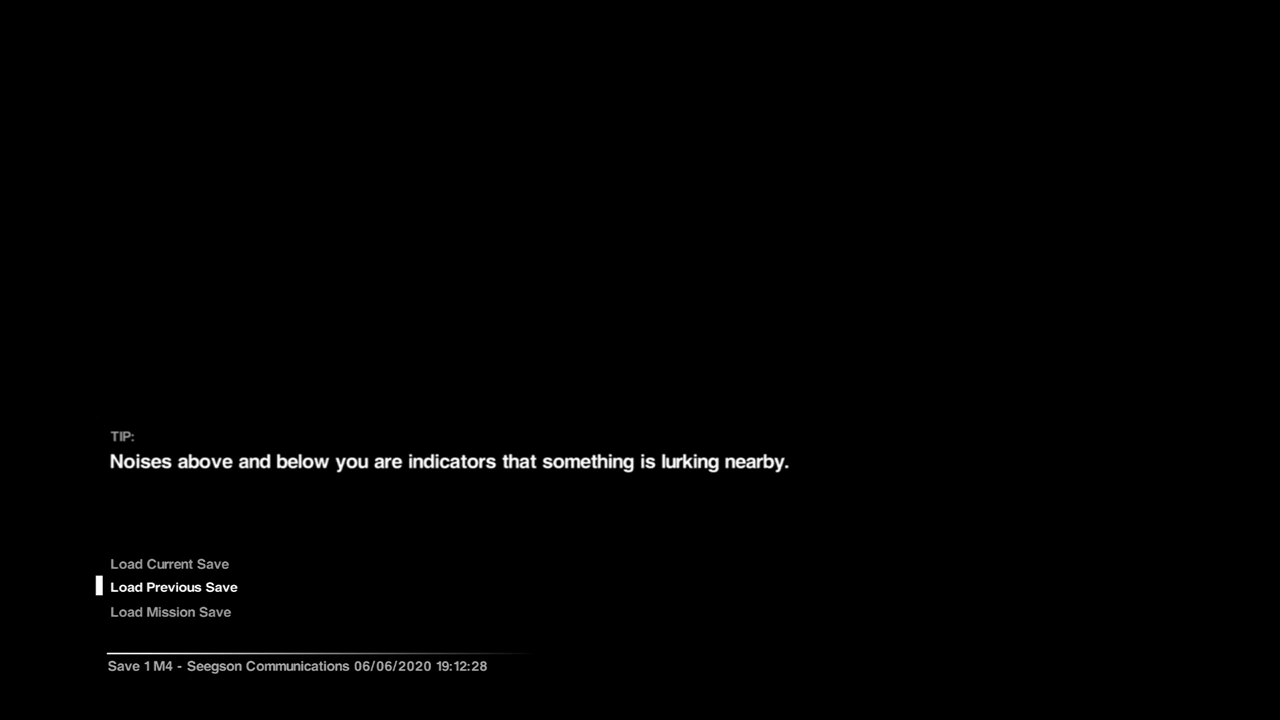 TIP:
Noises above and below you are indicators that something is lurking nearby.
Load Current Save
Load Previous Save
Load Mission Save
Save 1 M4 - Seegson Communications 06/06/2020 19:12:28